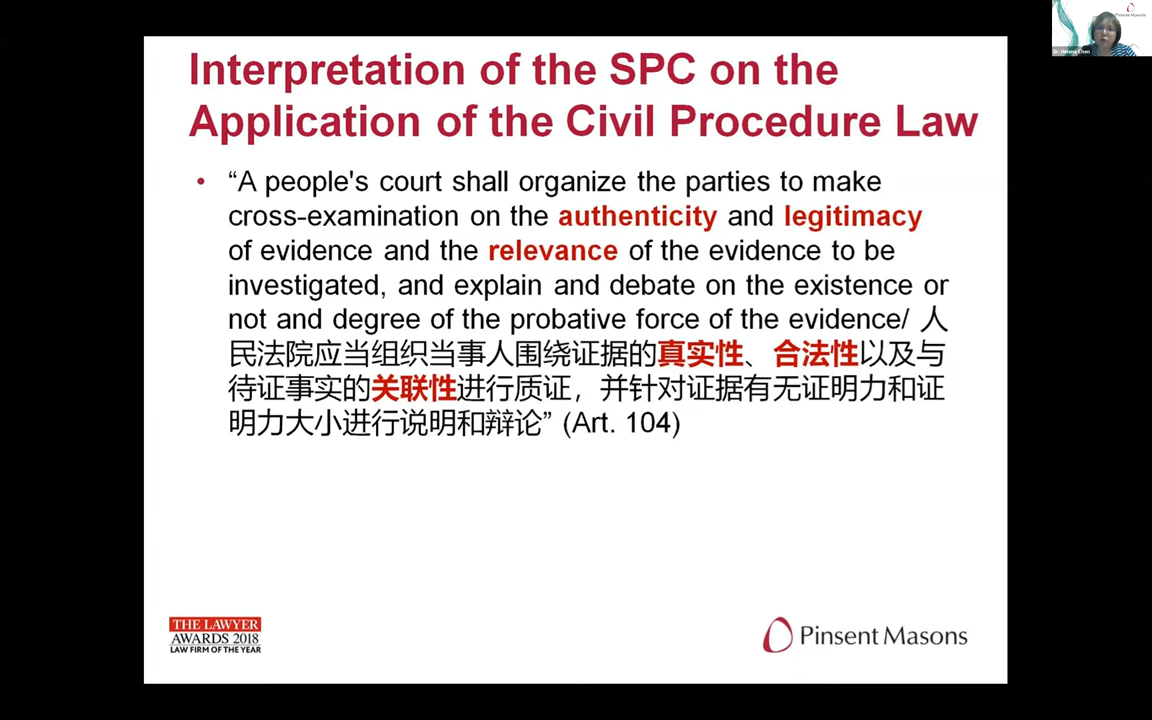 Interpretation of the SPC on the
Application of the Civil Procedure Law
• “A people's court shall organize the parties to make
cross-examination on the authenticity and legitimacy
of evidence and the relevance of the evidence to be
investigated, and explain and debate on the existence or
not and degree of the probative force of the evidence/ 人
民法院应当组织当事人围绕证据的真实性、合法性以及与
待证事实的关联性进行质证，并针对证据有无证明力和证
明力大小进行说明和辩论” (Art. 104)
THE LAWYER
AWARDS 2018
LAW FIRM OF THE YEAR
Pinsent Masons
Pinsent Masons
Dr. Helena Chen